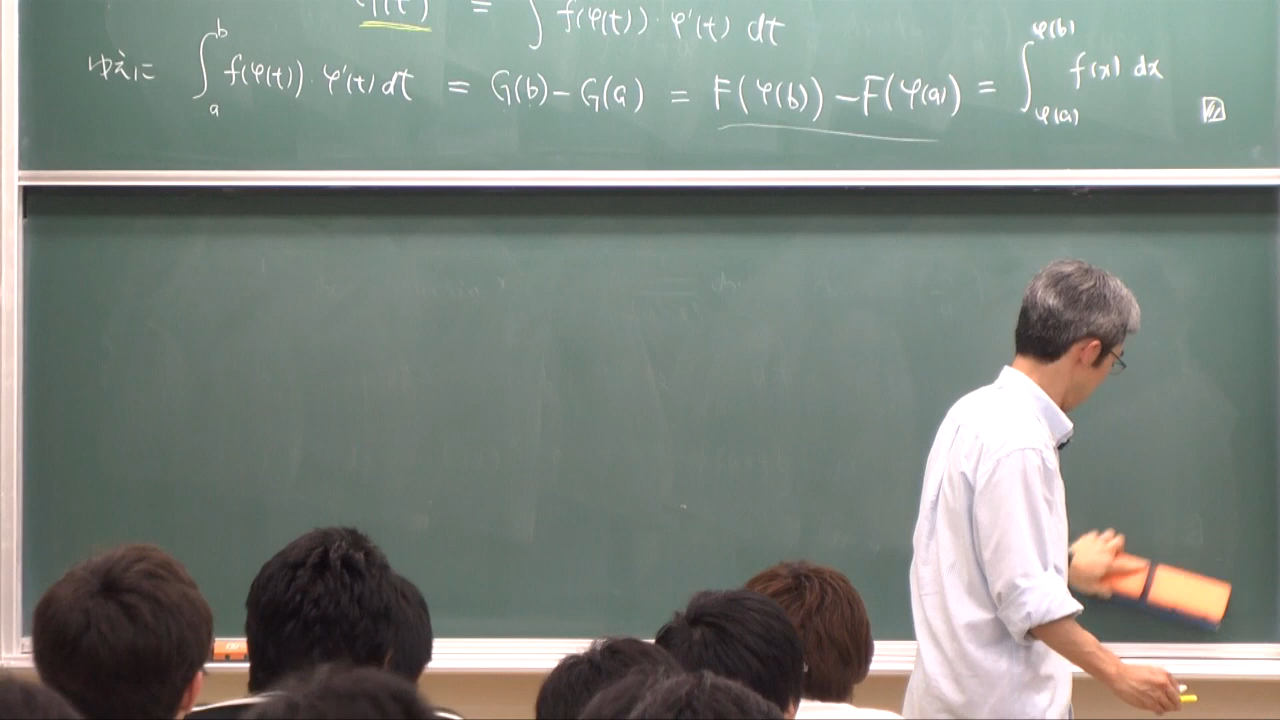 = ∫ f(φ(t))・φ'(t) dt
ゆえに ∫_a^b f(φ(t))・φ'(t) dt = G(b) − G(a) = F(φ(b)) − F(φ(a)) = ∫_{φ(a)}^{φ(b)} f(x) dx